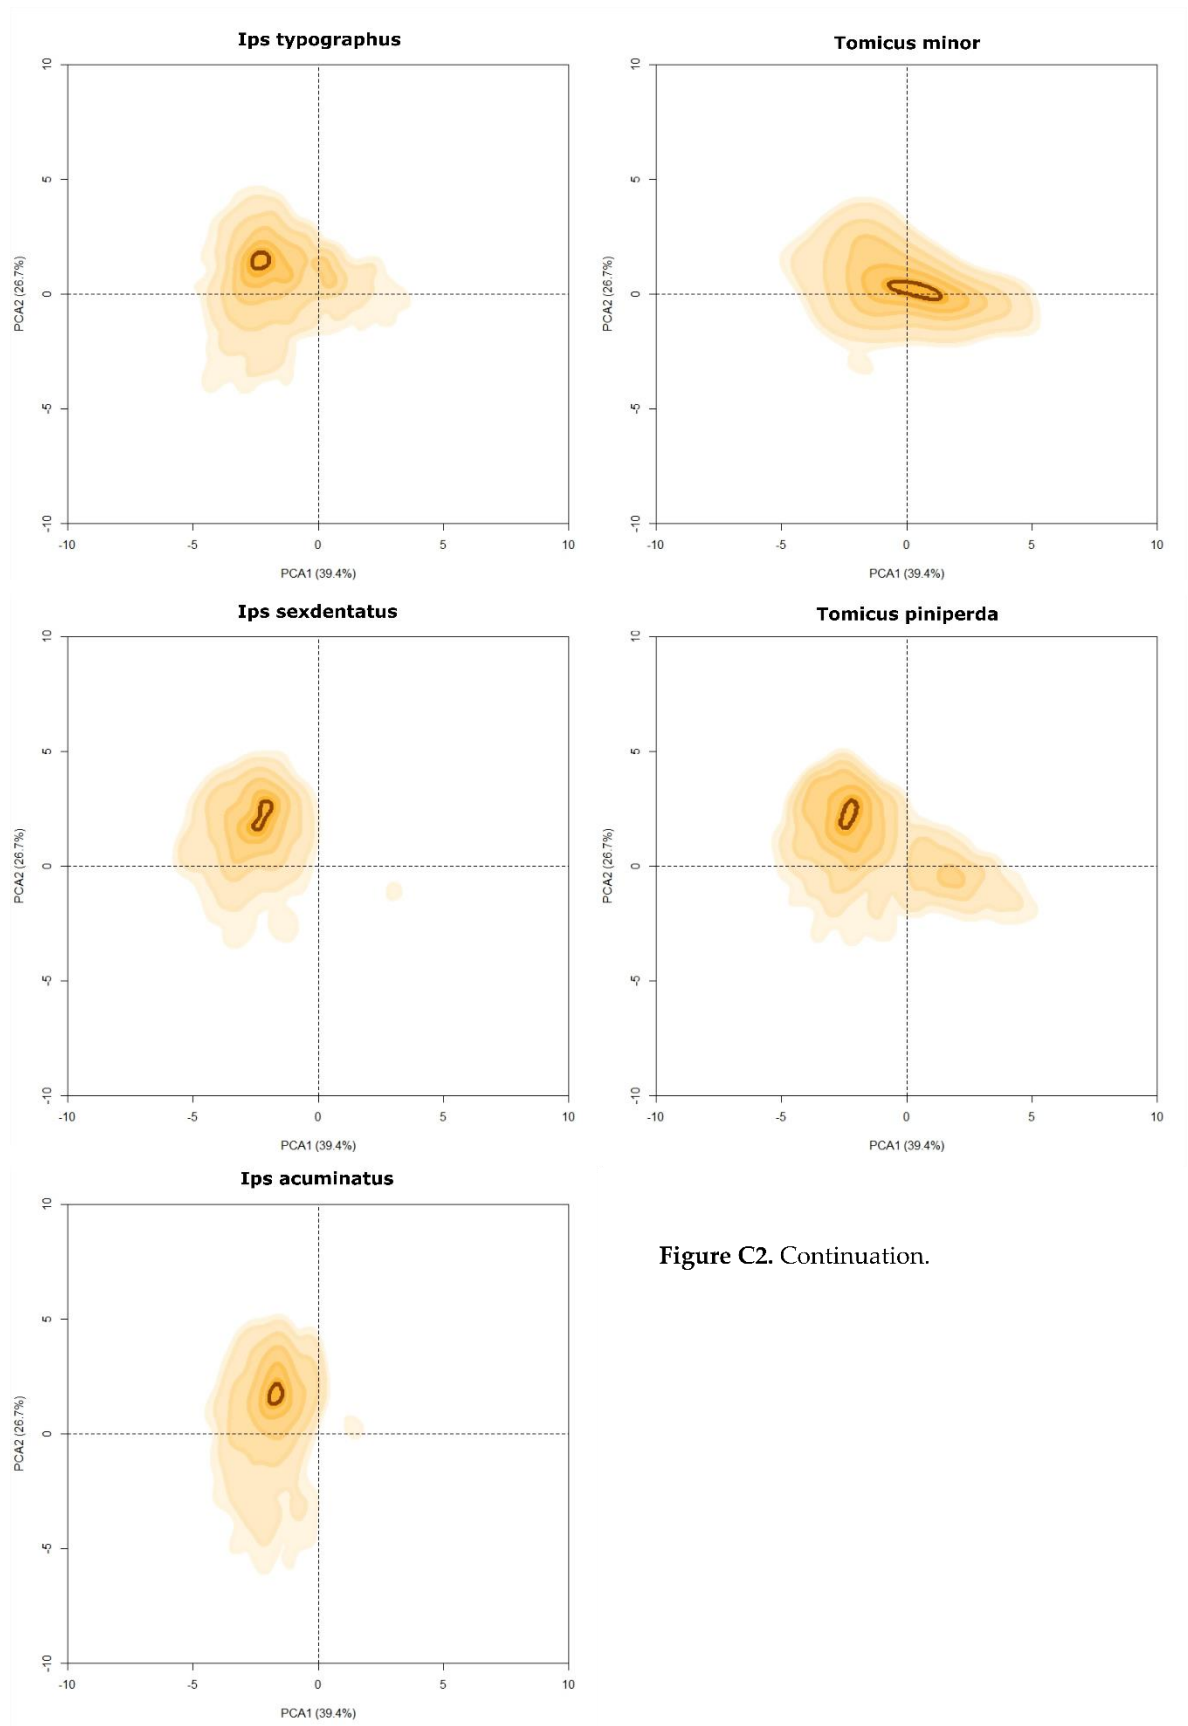 Ips typographus
10
5
0
-5
-10
PCA2 (26.7%)
-10 -5 0 5 10
PCA1 (39.4%)
Tomicus minor
10
5
0
-5
-10
PCA2 (26.7%)
-10 -5 0 5 10
PCA1 (39.4%)
Ips sexdentatus
10
5
0
-5
-10
PCA2 (26.7%)
-10 -5 0 5 10
PCA1 (39.4%)
Tomicus piniperda
10
5
0
-5
-10
PCA2 (26.7%)
-10 -5 0 5 10
PCA1 (39.4%)
Ips acuminatus
10
5
0
-5
-10
PCA2 (26.7%)
-10 -5 0 5 10
PCA1 (39.4%)
Figure C2. Continuation.